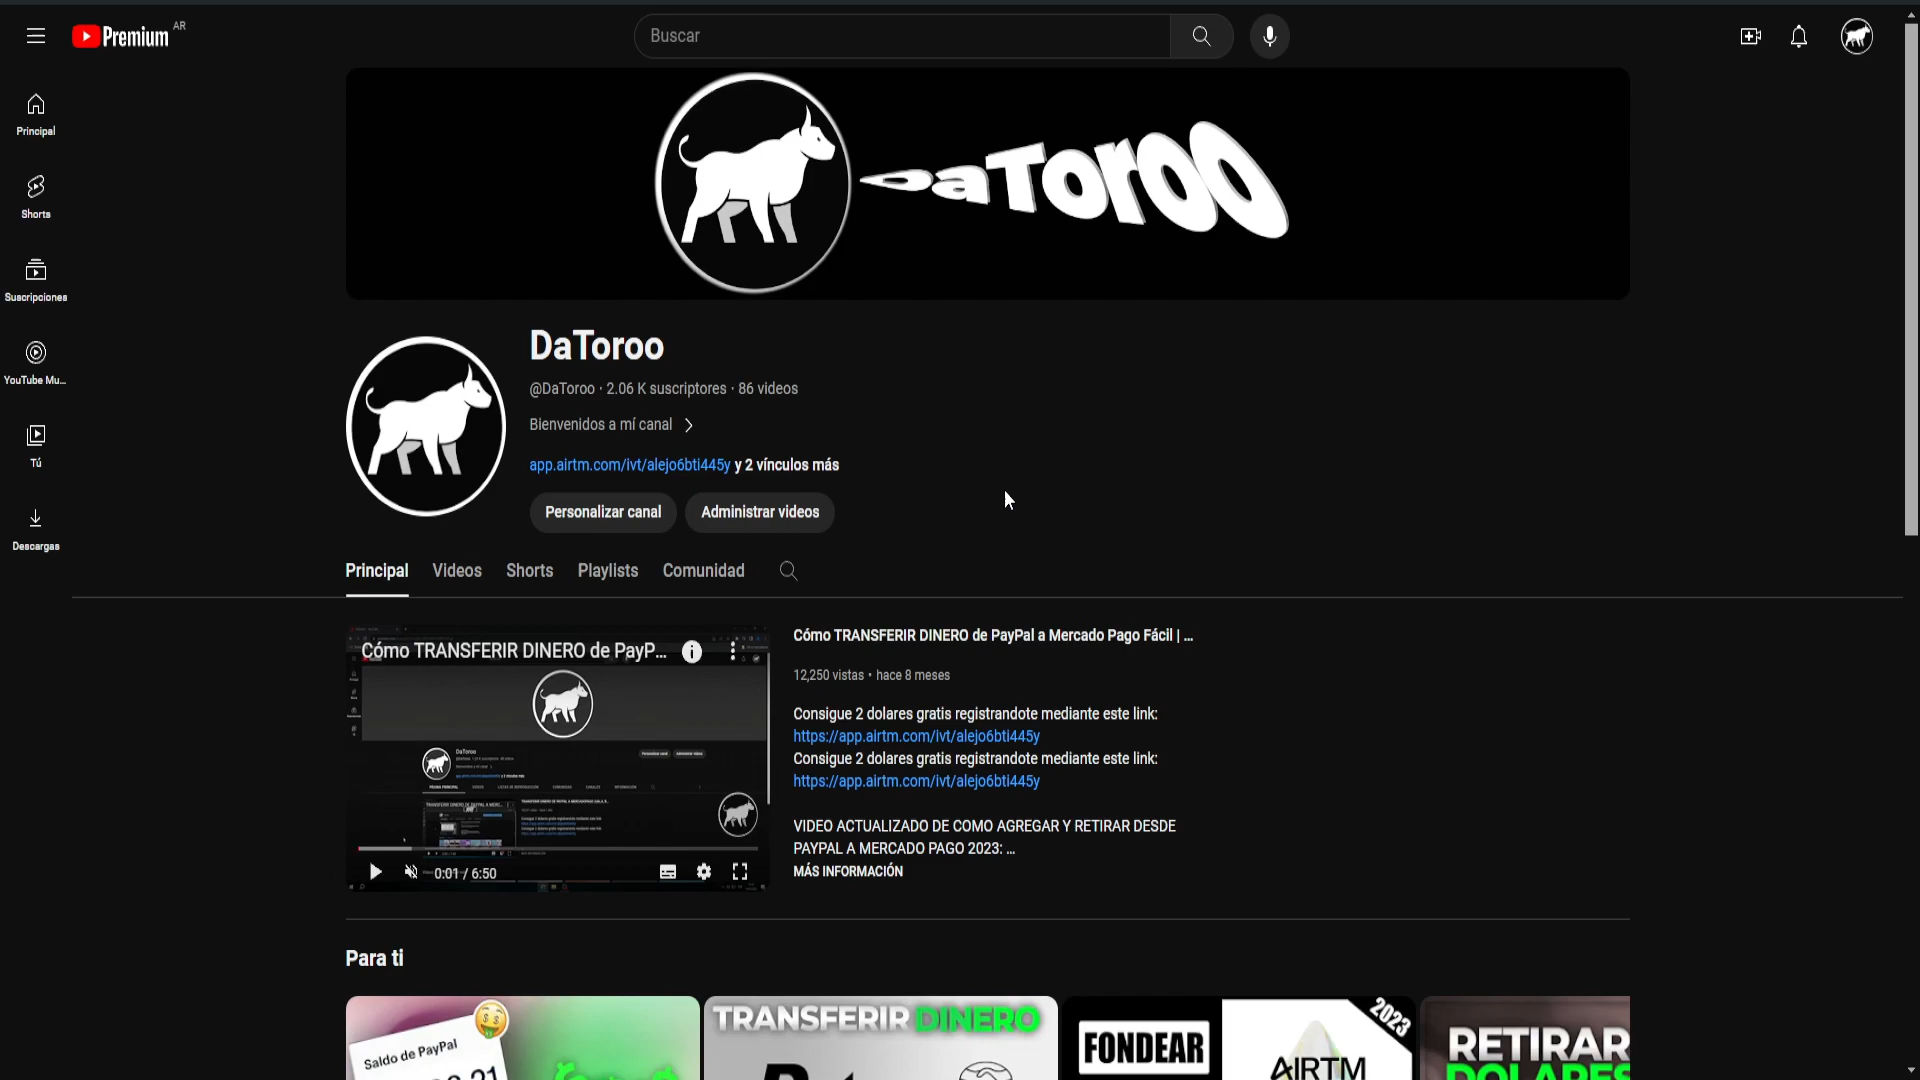 Premium AR
Buscar
Principal
Shorts
Suscripciones
YouTube Mu...
Tú
Descargas
DaToroo
DaToroo
@DaToroo · 2.06 K suscriptores · 86 videos
Bienvenidos a mí canal
app.airtm.com/ivt/alejo6bti445y y 2 vínculos más
Personalizar canal
Administrar videos
Principal
Videos
Shorts
Playlists
Comunidad
Cómo TRANSFERIR DINERO de PayP...
0:01 / 6:50
Cómo TRANSFERIR DINERO de PayPal a Mercado Pago Fácil | ...
12,250 vistas • hace 8 meses
Consigue 2 dolares gratis registrandote mediante este link:
https://app.airtm.com/ivt/alejo6bti445y
Consigue 2 dolares gratis registrandote mediante este link:
https://app.airtm.com/ivt/alejo6bti445y
VIDEO ACTUALIZADO DE COMO AGREGAR Y RETIRAR DESDE
PAYPAL A MERCADO PAGO 2023: ...
MÁS INFORMACIÓN
Para ti
Saldo de PayPal
TRANSFERIR DINERO
FONDEAR
AIRTM
2023
RETIRAR
DOLARES